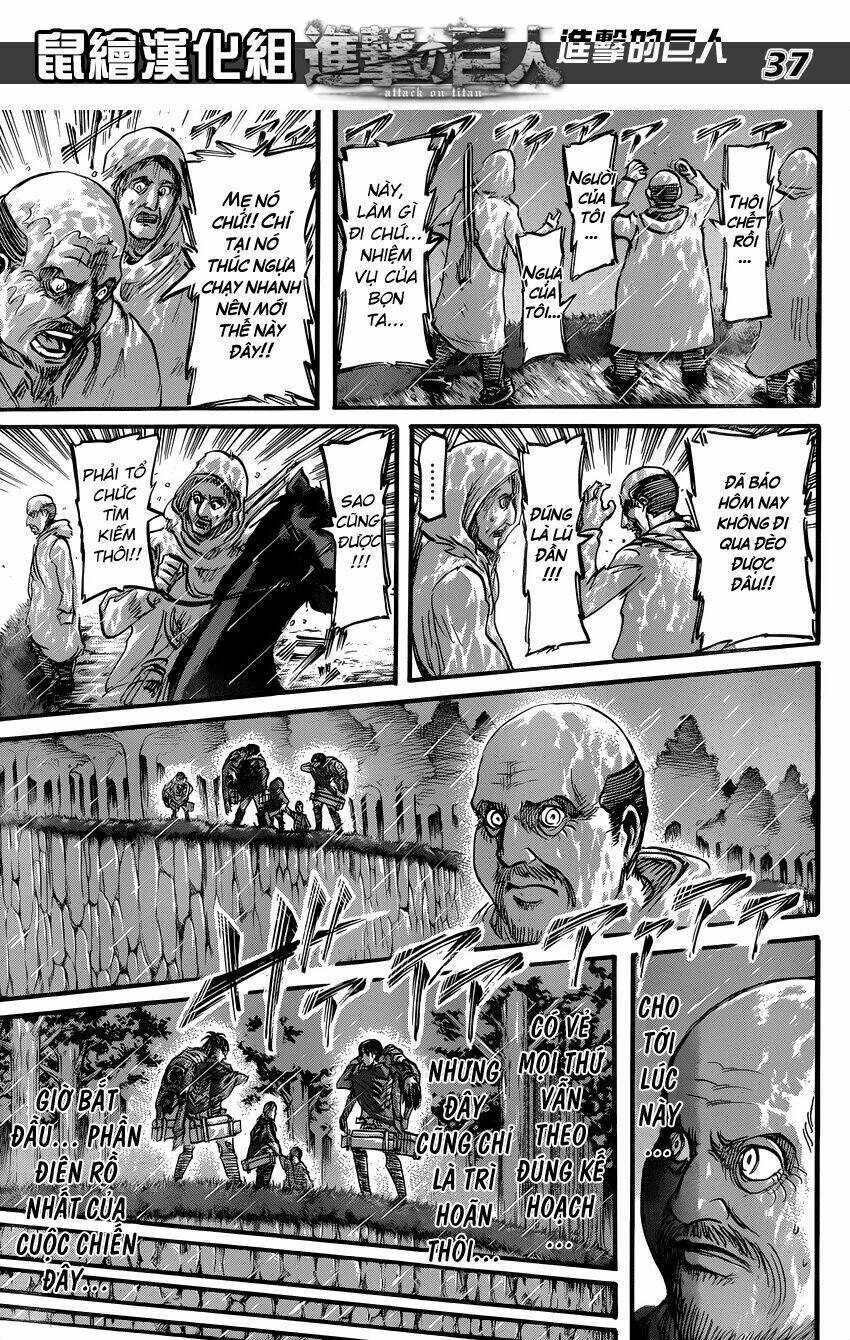 鼠繪漢化組
進撃の巨人
attack on titan
進擊的巨人
37
THÔI
CHẾT
RỒI
...
NGƯỜI
CỦA TÔI
...
NGỰA
CỦA
TÔI...
NÀY,
LÀM GÌ
ĐI CHỨ...
NHIỆM
VỤ CỦA
BỌN
TA...
MẸ NÓ
CHỨ!! CHỈ
TẠI NÓ
THÚC NGỰA
CHẠY NHANH
NÊN MỚI
THẾ NÀY
ĐÂY!!
ĐÃ BẢO
HÔM NAY
KHÔNG ĐI
QUA ĐÈO
ĐƯỢC
ĐÂU!!
ĐÚNG
LÀ LŨ
ĐẦN
!!!
......
SAO
CŨNG
ĐƯỢC
!!!
PHẢI TỔ
CHỨC
TÌM
KIẾM
THÔI!!
CHO
TỚI
LÚC
NÀY
...
CÓ VẺ
MỌI THỨ
VẪN
THEO
ĐÚNG KẾ
HOẠCH
...
NHƯNG
ĐÂY
CŨNG CHỈ
LÀ TRÌ
HOÃN
THÔI...
GIỜ BẮT
ĐẦU... PHẦN
ĐIÊN RỒ
NHẤT CỦA
CUỘC CHIẾN
ĐÂY...